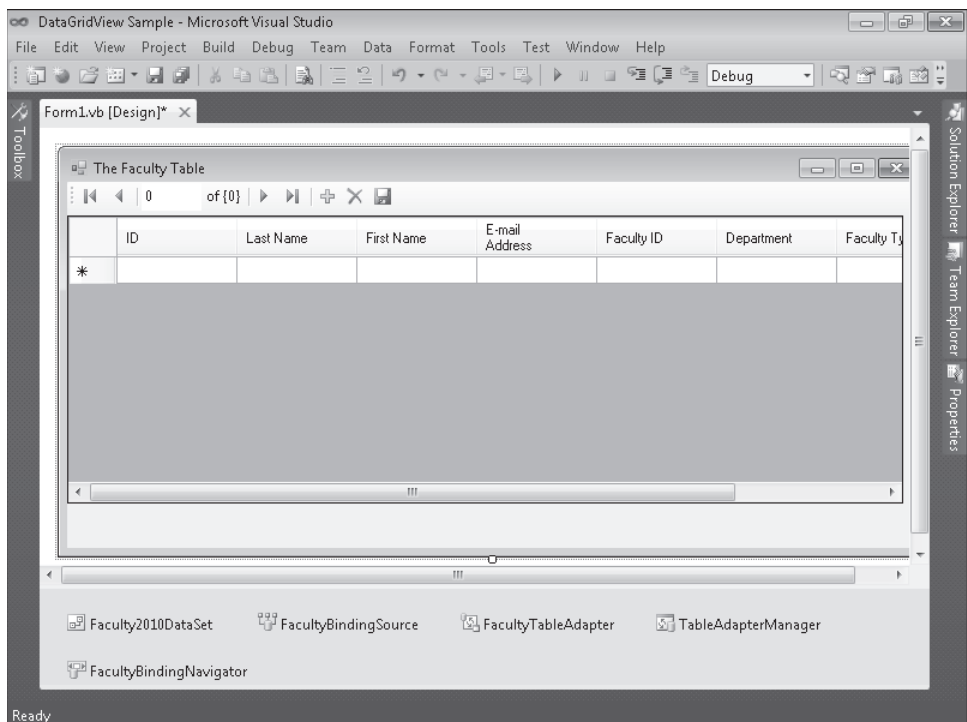 DataGridView Sample - Microsoft Visual Studio
File Edit View Project Build Debug Team Data Format Tools Test Window Help
Debug
Toolbox
Form1.vb [Design]*
The Faculty Table
0 of {0}
ID Last Name First Name E-mail Address Faculty ID Department Faculty Ty
Faculty2010DataSet FacultyBindingSource FacultyTableAdapter TableAdapterManager
FacultyBindingNavigator
Solution Explorer
Team Explorer
Properties
Ready